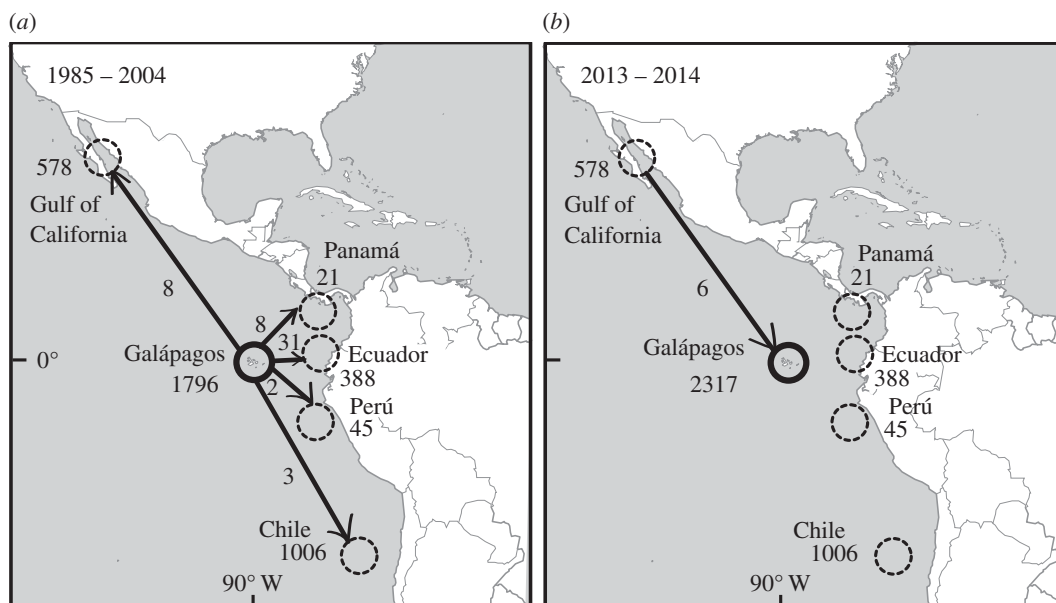 (a)
1985 – 2004
578
Gulf of
California
Panamá
21
8
8
31
Galápagos
Ecuador
0°
1796
388
2
Perú
45
3
Chile
1006
90° W
(b)
2013 – 2014
578
Gulf of
California
Panamá
21
6
Galápagos
Ecuador
2317
388
Perú
45
Chile
1006
90° W